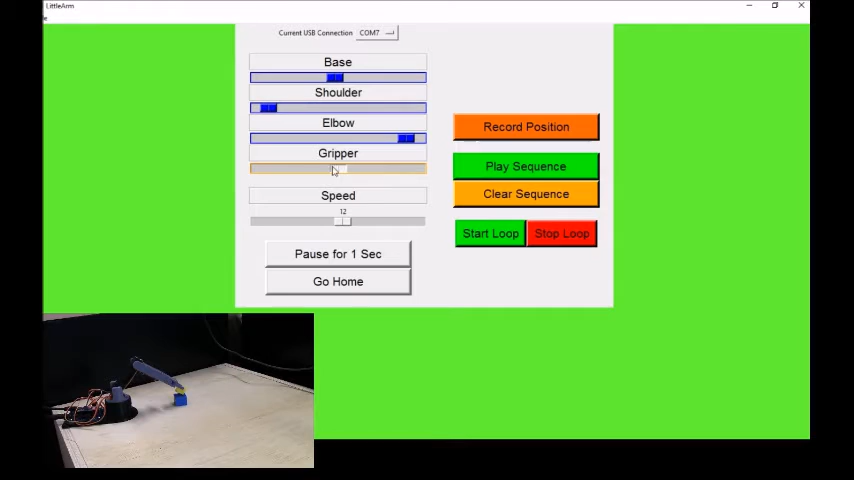 LittleArm
e
Current USB Connection COM7
Base
Shoulder
Elbow
Gripper
Speed
12
Pause for 1 Sec
Go Home
Record Position
Play Sequence
Clear Sequence
Start Loop
Stop Loop